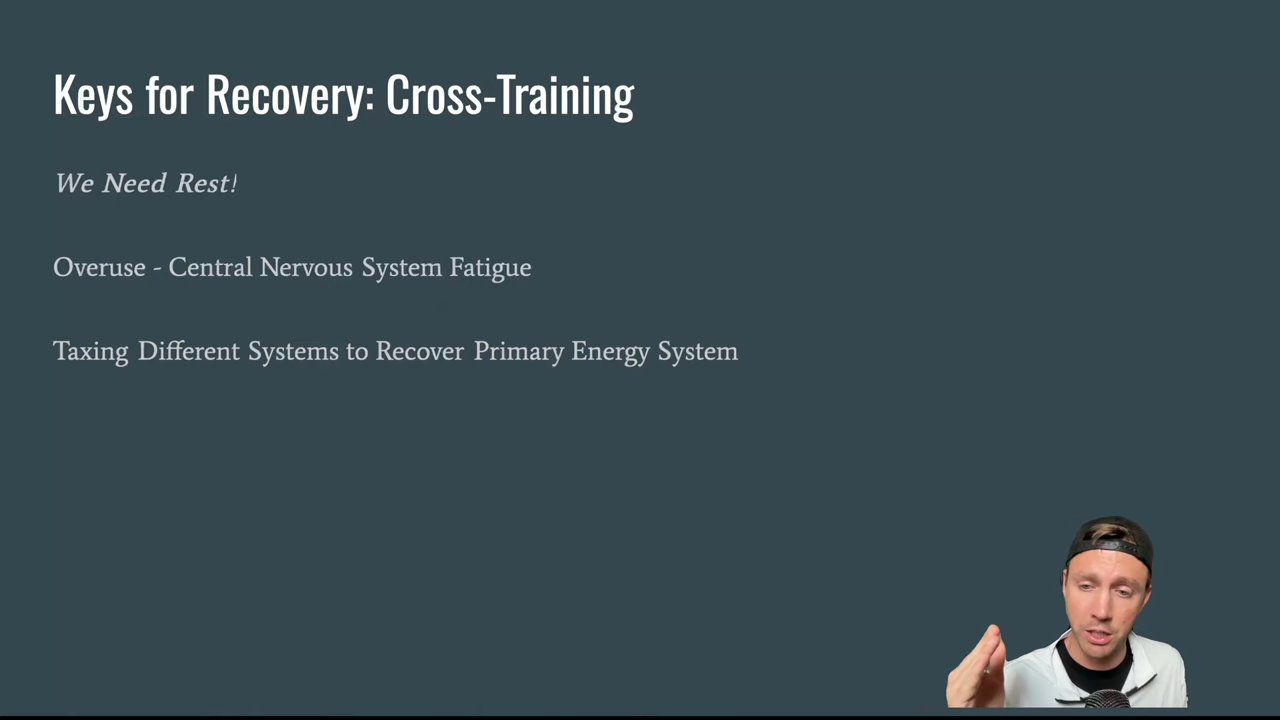 Keys for Recovery: Cross-Training
We Need Rest!
Overuse - Central Nervous System Fatigue
Taxing Different Systems to Recover Primary Energy System